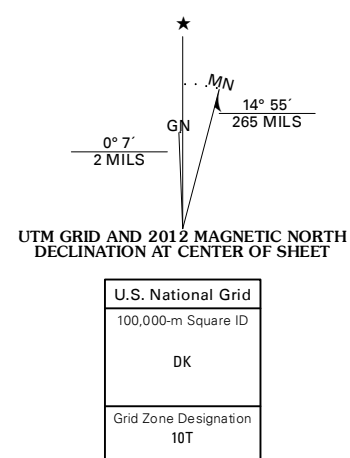 ★
MN
14° 55´
265 MILS
GN
0° 7´
2 MILS
UTM GRID AND 2012 MAGNETIC NORTH
DECLINATION AT CENTER OF SHEET
U.S. National Grid
100,000-m Square ID
DK
Grid Zone Designation
10T